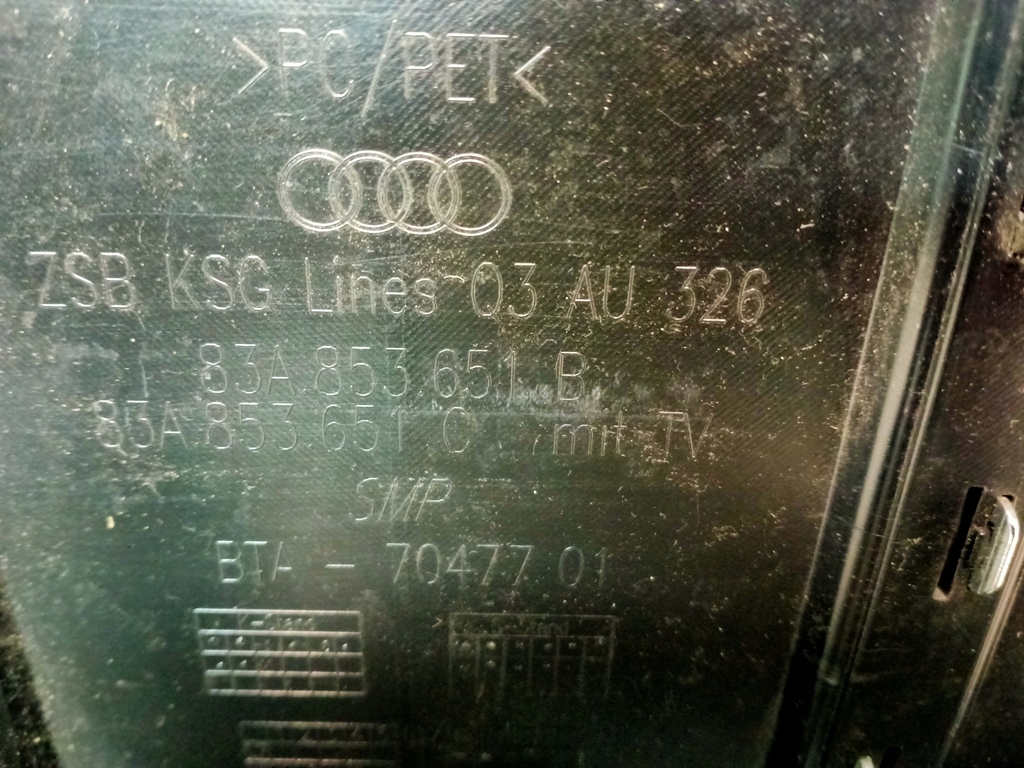 >PC/PET<
ZSB KSG Lines Q3 AU 326
83A.853.651 B
83A.853.651 C mit TV
SMP
BTA - 70477 01